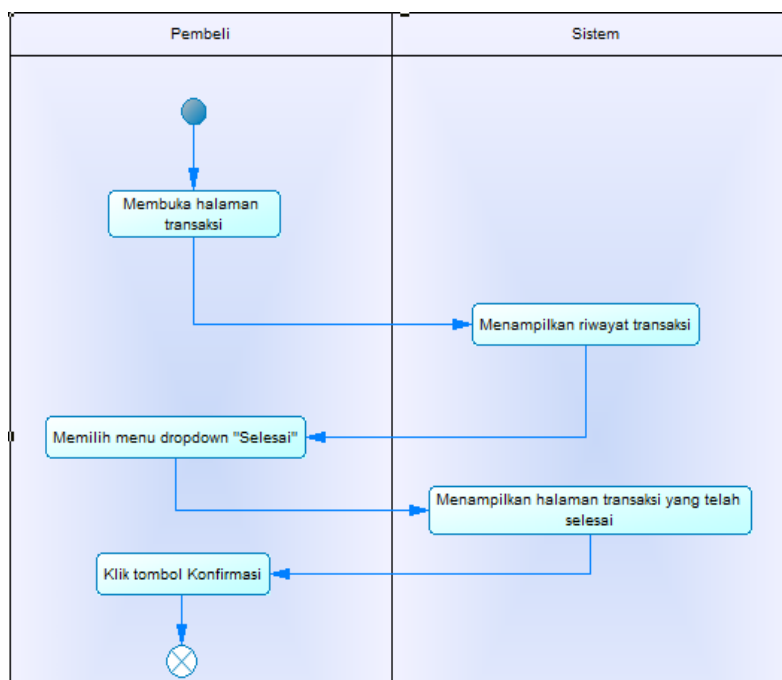 Pembeli
Sistem
Membuka halaman
transaksi
Menampilkan riwayat transaksi
Memilih menu dropdown "Selesai"
Menampilkan halaman transaksi yang telah
selesai
Klik tombol Konfirmasi